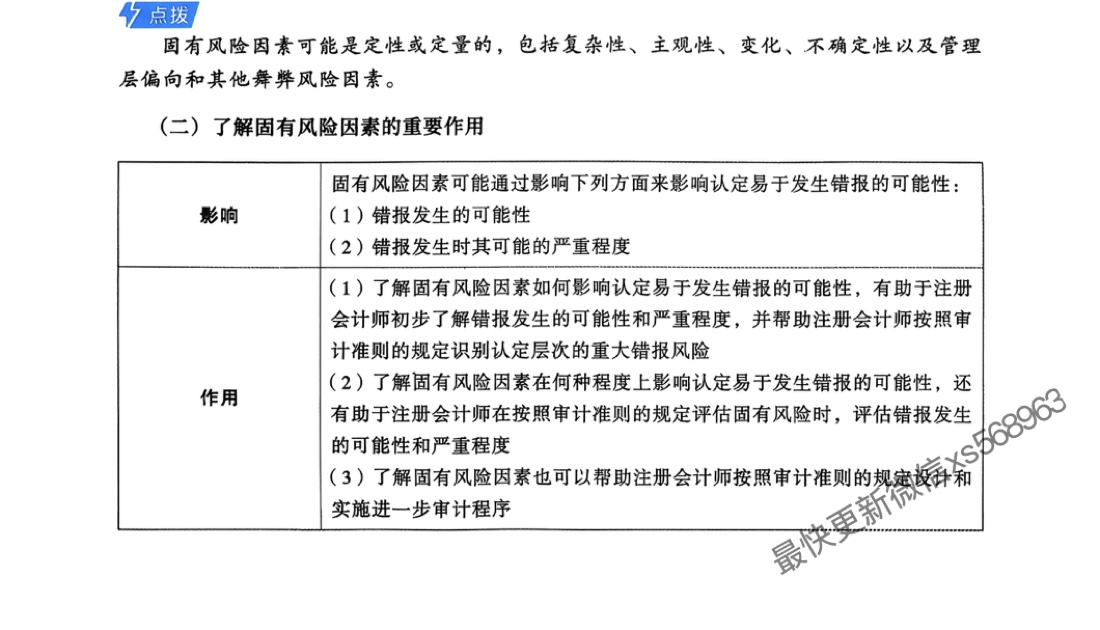 点拨
固有风险因素可能是定性或定量的，包括复杂性、主观性、变化、不确定性以及管理
层偏向和其他舞弊风险因素。
（二）了解固有风险因素的重要作用
影响
固有风险因素可能通过影响下列方面来影响认定易于发生错报的可能性：
（1）错报发生的可能性
（2）错报发生时其可能的严重程度
作用
（1）了解固有风险因素如何影响认定易于发生错报的可能性，有助于注册
会计师初步了解错报发生的可能性和严重程度，并帮助注册会计师按照审
计准则的规定识别认定层次的重大错报风险
（2）了解固有风险因素在何种程度上影响认定易于发生错报的可能性，还
有助于注册会计师在按照审计准则的规定评估固有风险时，评估错报发生
的可能性和严重程度
（3）了解固有风险因素也可以帮助注册会计师按照审计准则的规定设计和
实施进一步审计程序
最快更新微信xs568963